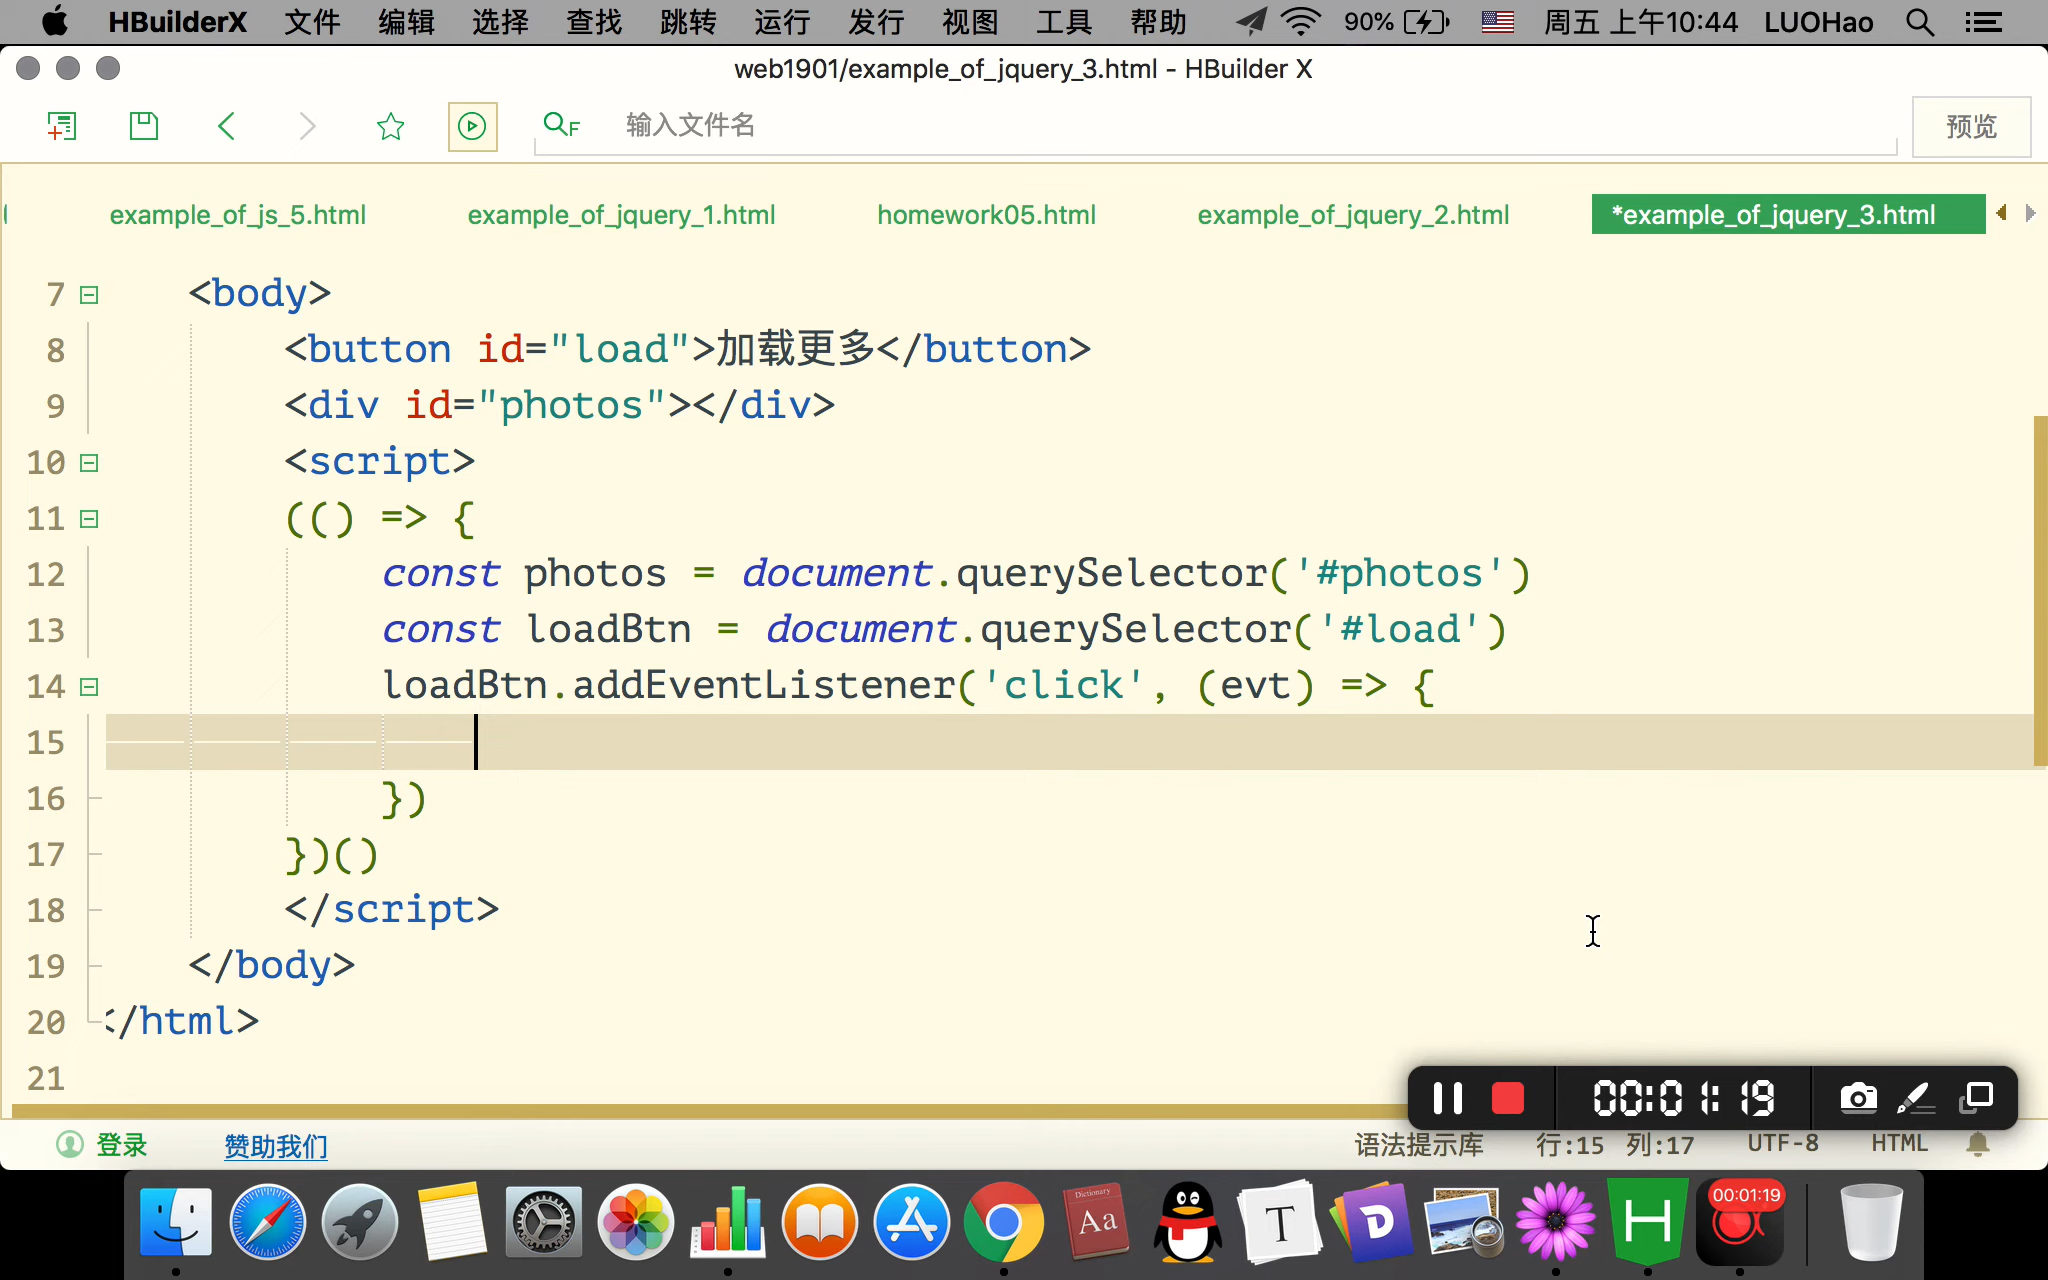 HBuilderX 文件 编辑 选择 查找 跳转 运行 发行 视图 工具 帮助 90% 周五 上午10:44 LUOHao
web1901/example_of_jquery_3.html - HBuilder X
输入文件名 预览
example_of_js_5.html example_of_jquery_1.html homework05.html example_of_jquery_2.html *example_of_jquery_3.html
7 <body>
8 <button id="load">加载更多</button>
9 <div id="photos"></div>
10 <script>
11 (() => {
12 const photos = document.querySelector('#photos')
13 const loadBtn = document.querySelector('#load')
14 loadBtn.addEventListener('click', (evt) => {
15
16 })
17 })()
18 </script>
19 </body>
20 </html>
21
00:01:19
登录 赞助我们 语法提示库 行:15 列:17 UTF-8 HTML
Dictionary
Aa
T
D
H
00:01:19